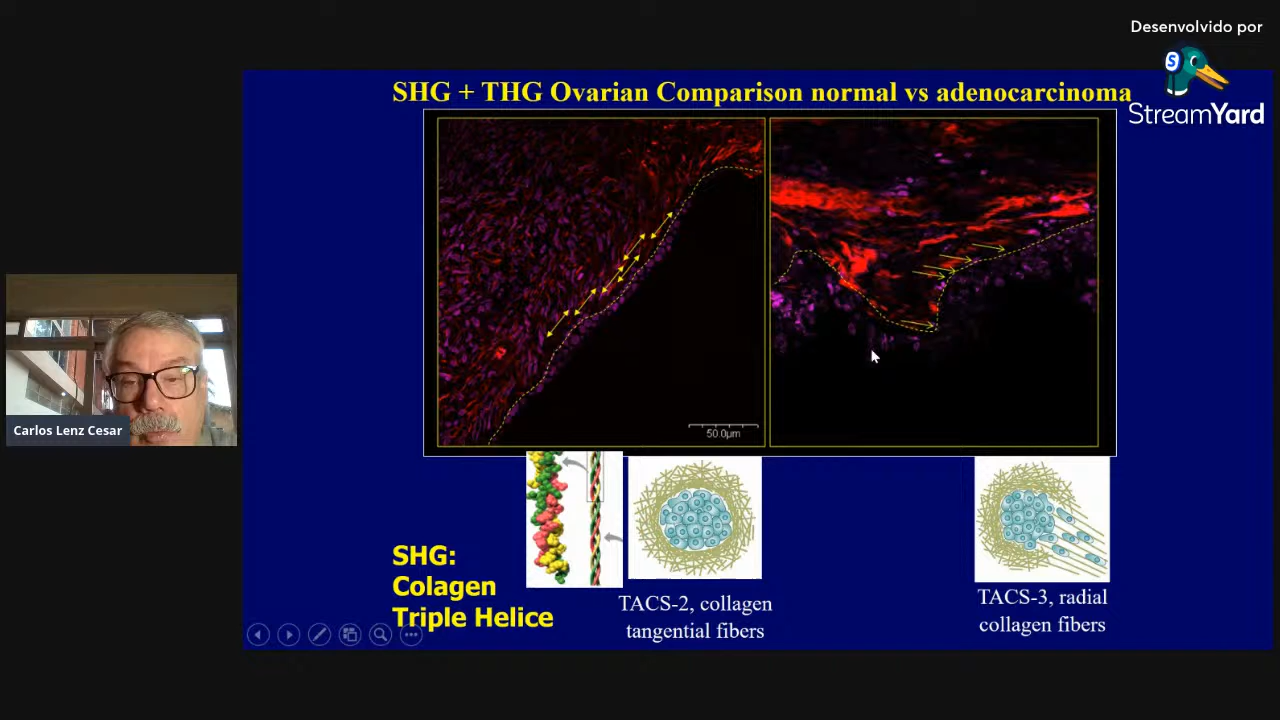 Desenvolvido por
StreamYard
SHG + THG Ovarian Comparison normal vs adenocarcinoma
50.0µm
Carlos Lenz Cesar
SHG:
Colagen
Triple Helice
TACS-2, collagen
tangential fibers
TACS-3, radial
collagen fibers